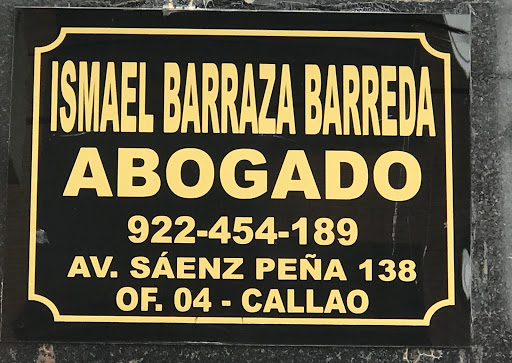 ISMAEL BARRAZA BARREDA
ABOGADO
922-454-189
AV. SÁENZ PEÑA 138
OF. 04 - CALLAO